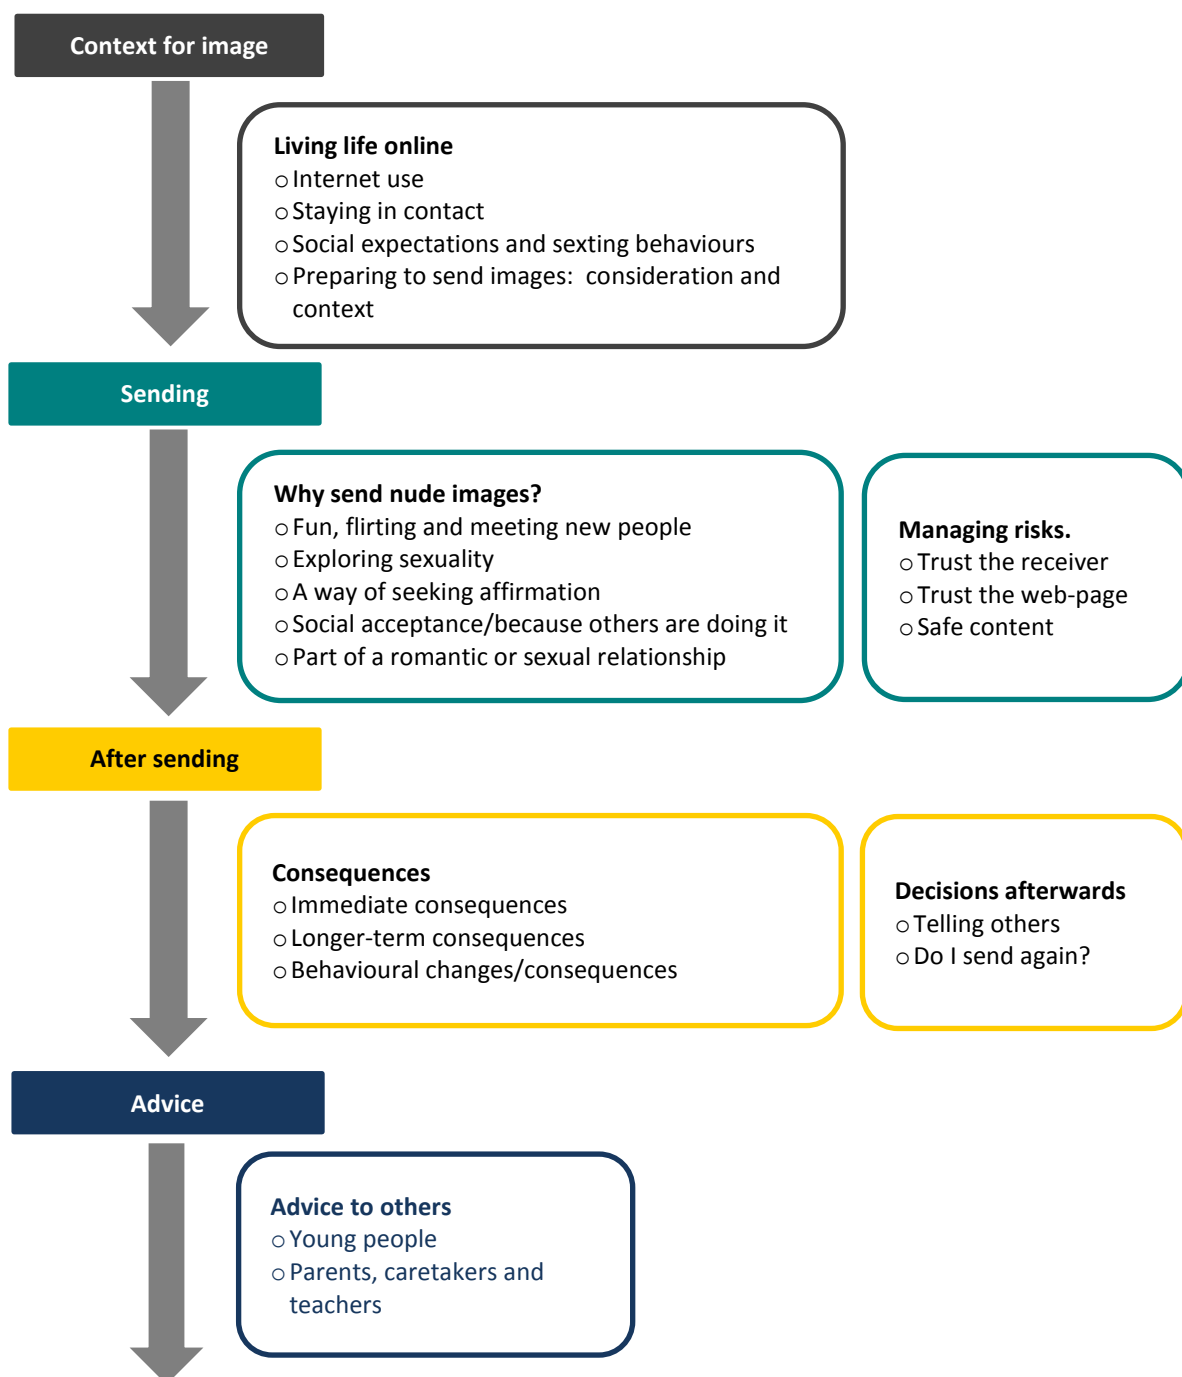 Context for image
Living life online
o Internet use
o Staying in contact
o Social expectations and sexting behaviours
o Preparing to send images:  consideration and
context
Sending
Why send nude images?
o Fun, flirting and meeting new people
o Exploring sexuality
o A way of seeking affirmation
o Social acceptance/because others are doing it
o Part of a romantic or sexual relationship
Managing risks.
o Trust the receiver
o Trust the web-page
o Safe content
After sending
Consequences
o Immediate consequences
o Longer-term consequences
o Behavioural changes/consequences
Decisions afterwards
o Telling others
o Do I send again?
Advice
Advice to others
o Young people
o Parents, caretakers and
teachers